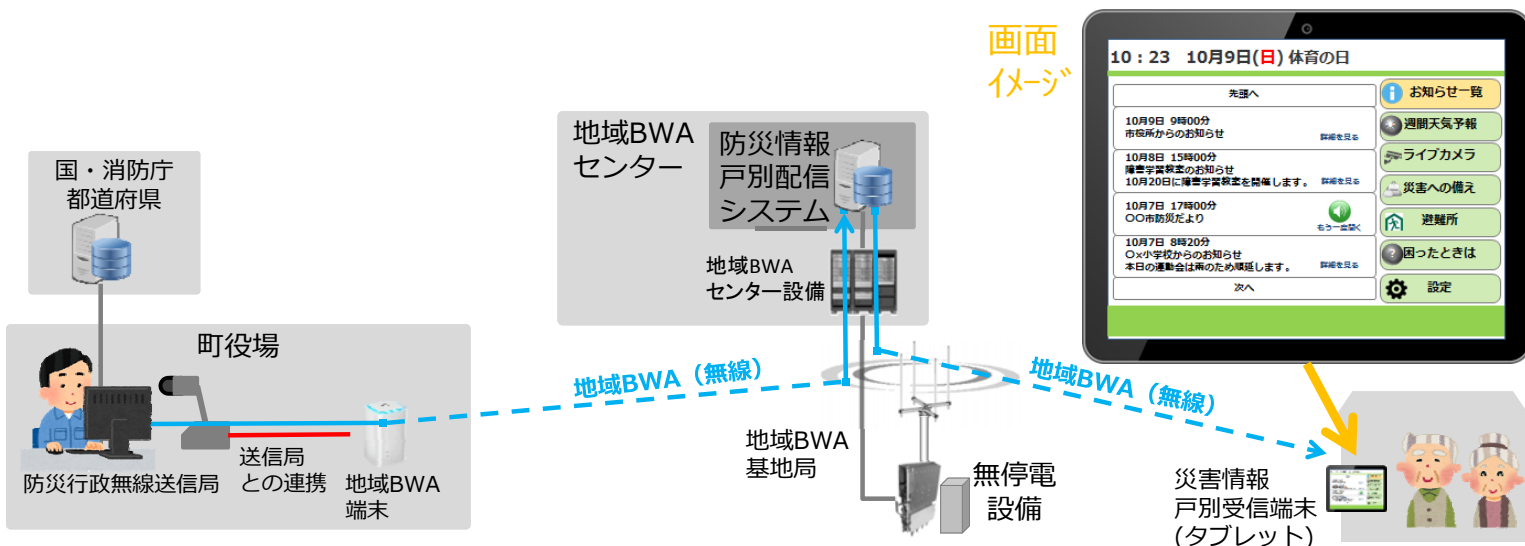 画面
イメージ
10:23 10月9日(日) 体育の日
先頭へ
10月9日 9時00分
市役所からのお知らせ
詳細を見る
10月8日 15時00分
障害学習教室のお知らせ
10月20日に障害学習教室を開催します。 詳細を見る
10月7日 17時00分
〇〇市防災だより
もう一度聞く
10月7日 8時20分
〇×小学校からのお知らせ
本日の運動会は雨のため順延します。 詳細を見る
次へ
お知らせ一覧
週間天気予報
ライブカメラ
災害への備え
避難所
困ったときは
設定
地域BWA
センター
防災情報
戸別配信
システム
地域BWA
センター設備
国・消防庁
都道府県
町役場
防災行政無線送信局
送信局
との連携
地域BWA
端末
地域BWA(無線)
地域BWA(無線)
地域BWA
基地局
無停電
設備
災害情報
戸別受信端末
(タブレット)